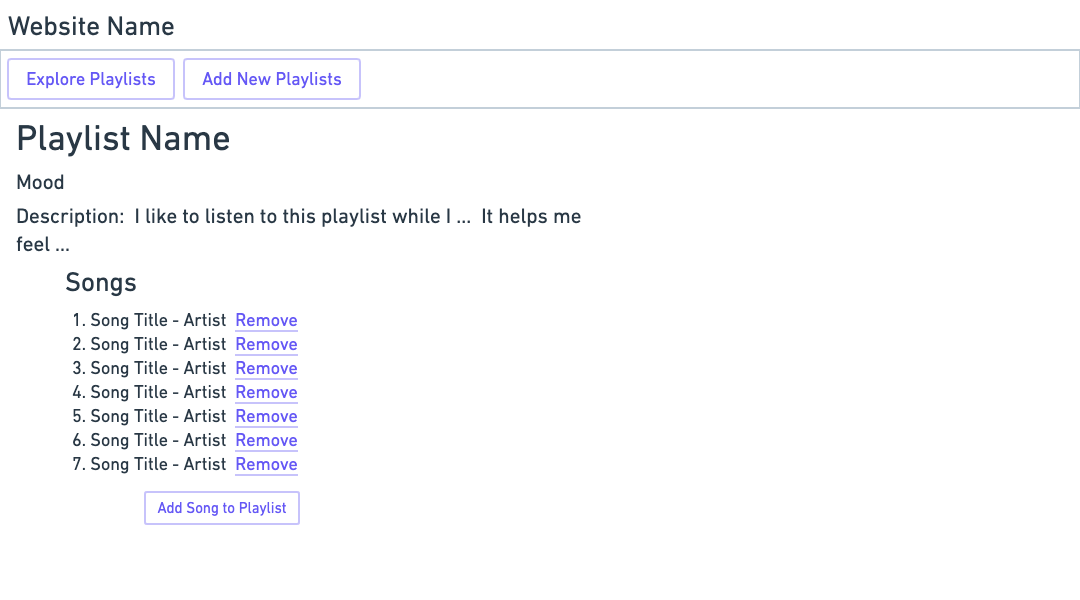 Website Name
Explore Playlists Add New Playlists
Playlist Name
Mood
Description:  I like to listen to this playlist while I ...  It helps me
feel ...
Songs
1. Song Title - Artist Remove
2. Song Title - Artist Remove
3. Song Title - Artist Remove
4. Song Title - Artist Remove
5. Song Title - Artist Remove
6. Song Title - Artist Remove
7. Song Title - Artist Remove
Add Song to Playlist